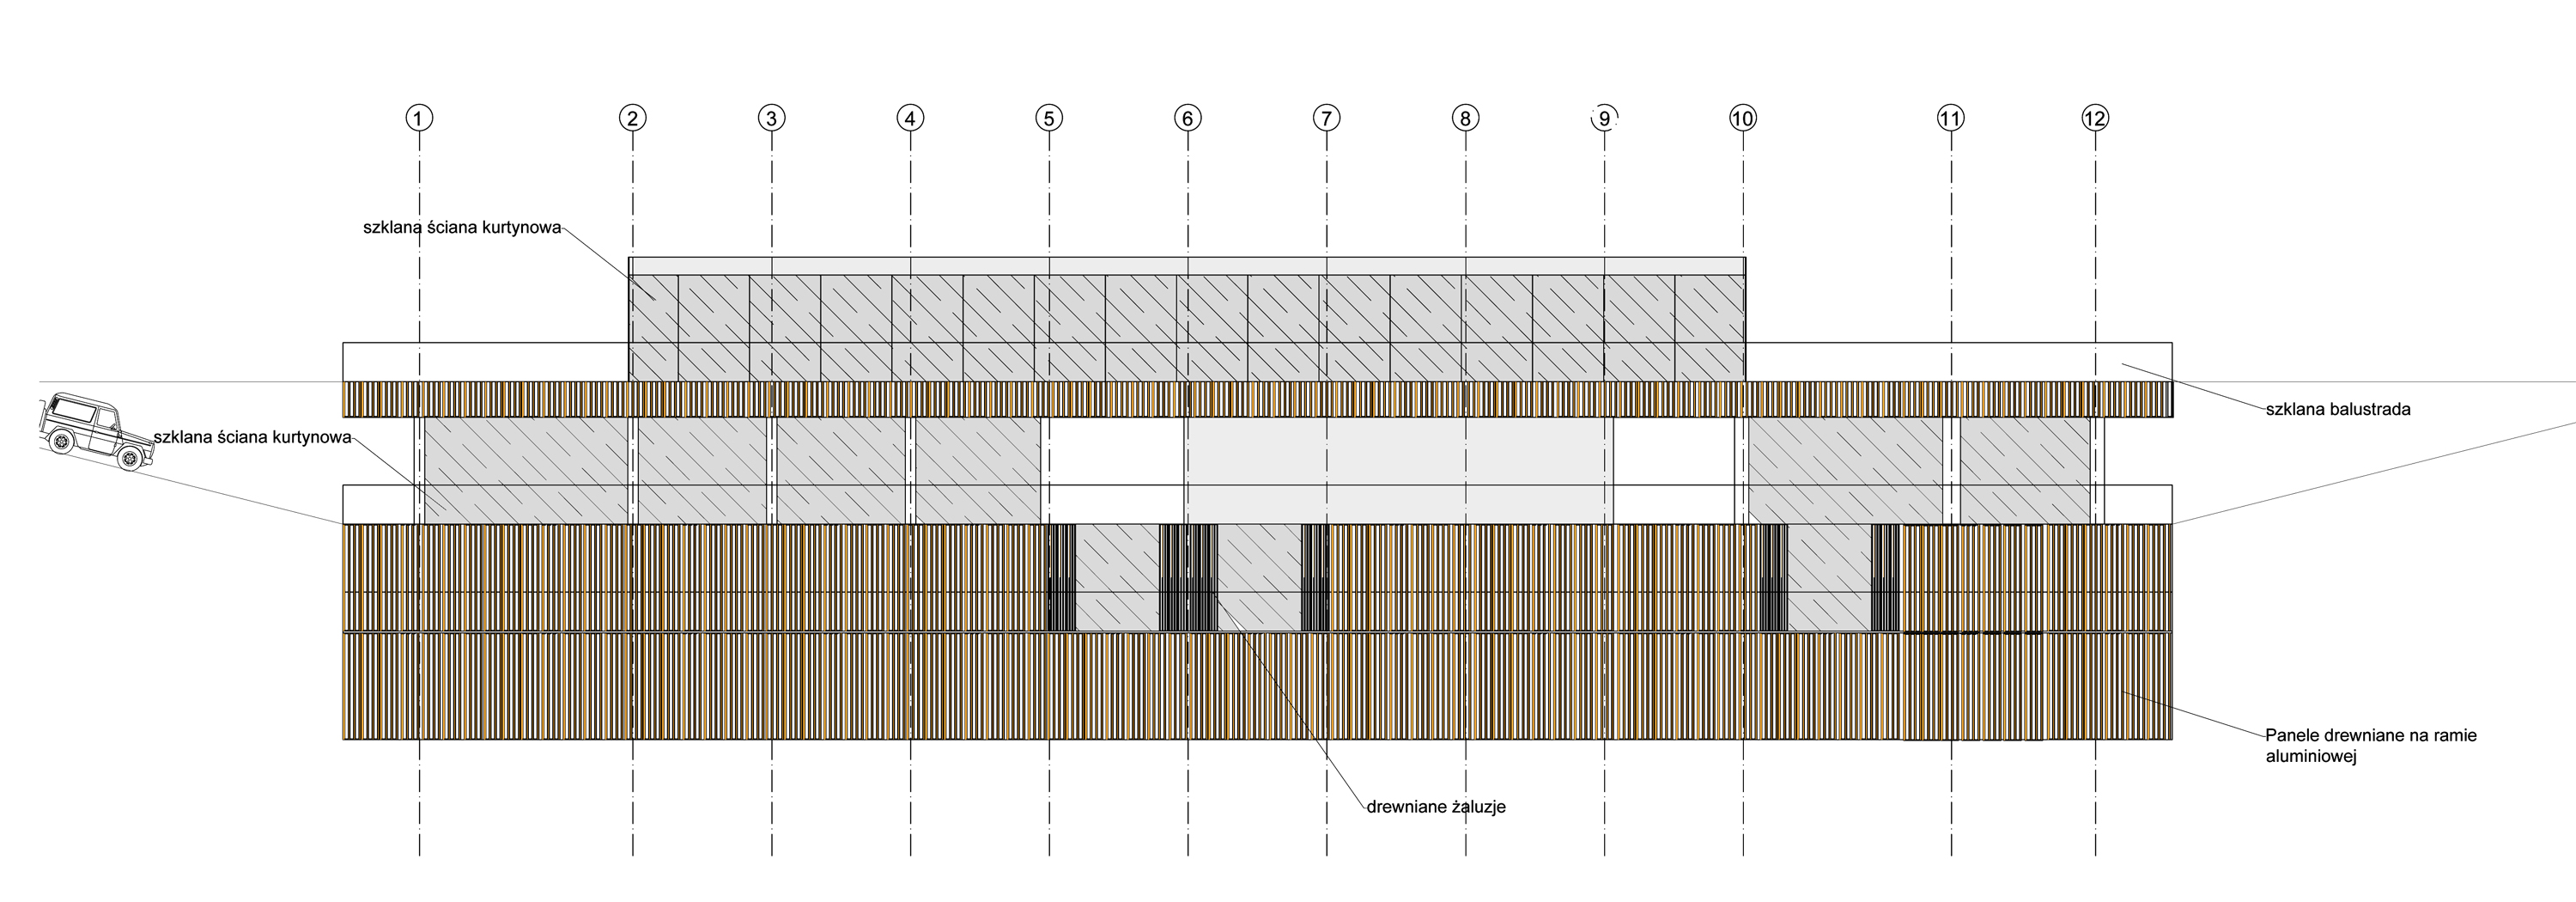 1 2 3 4 5 6 7 8 9 10 11 12
szklana ściana kurtynowa
szklana balustrada
szklana ściana kurtynowa
Panele drewniane na ramie
aluminiowej
drewniane żaluzje